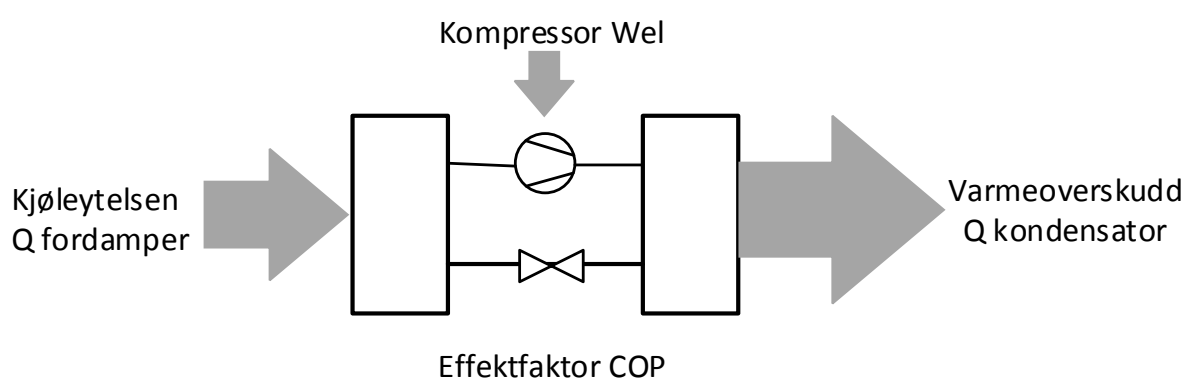 Kompressor Wel
Kjøleytelsen
Q fordamper
Varmeoverskudd
Q kondensator
Effektfaktor COP